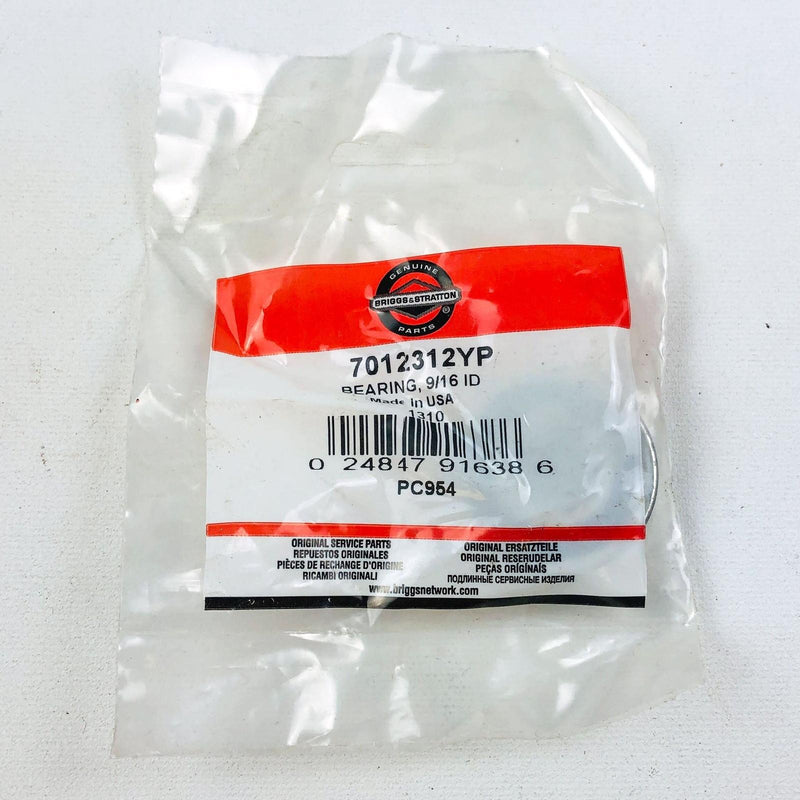 GENUINE
BRIGGS&STRATTON
®
PARTS
7012312YP
BEARING, 9/16 ID
Made in USA
1310
0 24847 91638 6
PC954
ORIGINAL SERVICE PARTS
REPUESTOS ORIGINALES
PIÈCES DE RECHANGE D'ORIGINE
RICAMBI ORIGINALI
ORIGINAL ERSATZTEILE
ORIGINAL RESERUDELAR
PEÇAS ORIGÍNAIS
ПОДЛИННЫЕ СЕРВИСНЫЕ ИЗДЕЛИЯ
www.briggsnetwork.com